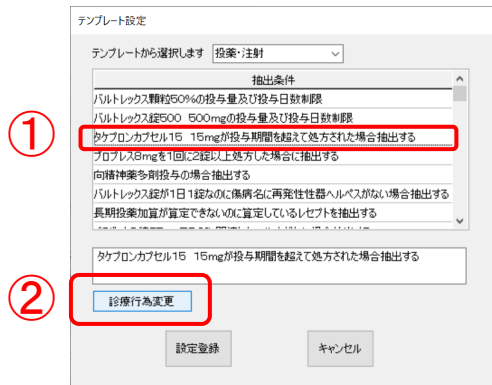 テンプレート設定
テンプレートから選択します 投薬・注射
抽出条件
バルトレックス顆粒50%の投与量及び投与日数制限
バルトレックス錠500 500mgの投与量及び投与日数制限
①
タケプロンカプセル15 15mgが投与期間を超えて処方された場合抽出する
プロプレス8mgを1回に2錠以上処方した場合に抽出する
向精神薬多剤投与の場合抽出する
バルトレックス錠が1日1錠なのに傷病名に再発性性器ヘルペスがない場合抽出する
長期投薬加算が算定できないのに算定しているレセプトを抽出する
タケプロンカプセル15 15mgが投与期間を超えて処方された場合抽出する
②
診療行為変更
設定登録 キャンセル